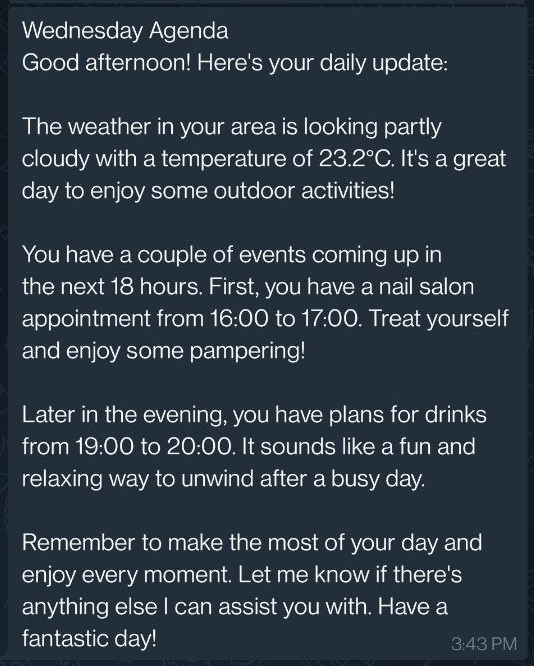 Wednesday Agenda
Good afternoon! Here's your daily update:
The weather in your area is looking partly
cloudy with a temperature of 23.2°C. It's a great
day to enjoy some outdoor activities!
You have a couple of events coming up in
the next 18 hours. First, you have a nail salon
appointment from 16:00 to 17:00. Treat yourself
and enjoy some pampering!
Later in the evening, you have plans for drinks
from 19:00 to 20:00. It sounds like a fun and
relaxing way to unwind after a busy day.
Remember to make the most of your day and
enjoy every moment. Let me know if there's
anything else I can assist you with. Have a
fantastic day!
3:43 PM